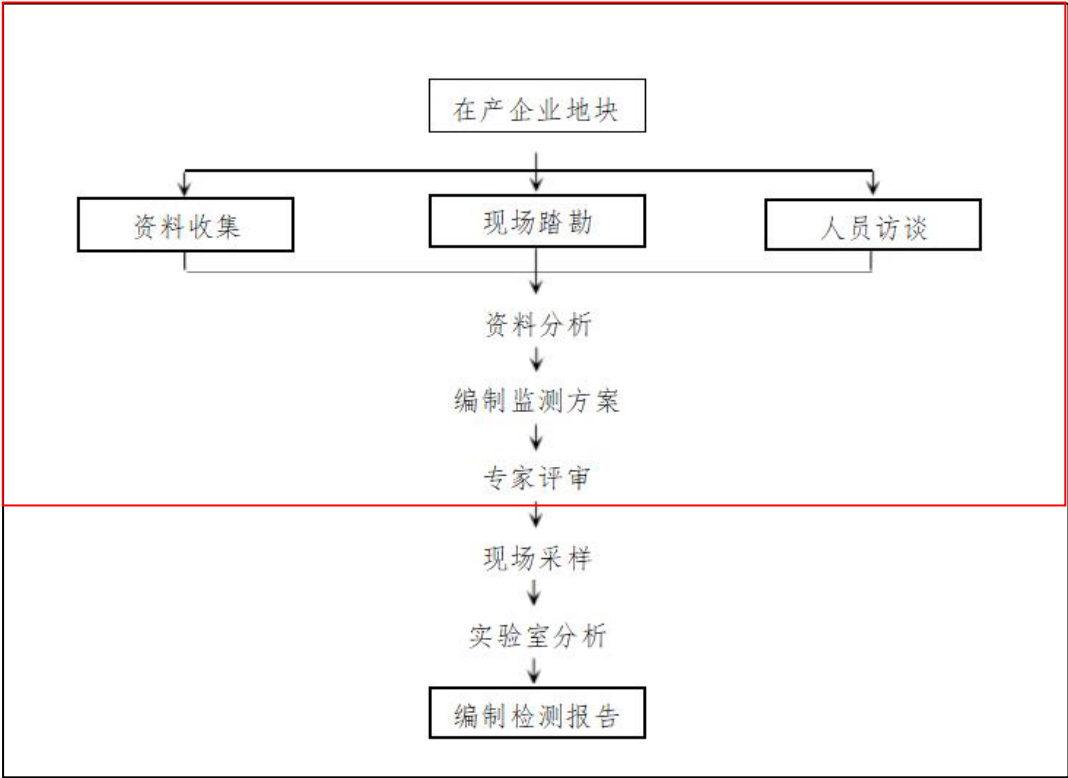 在产企业地块
资料收集
现场踏勘
人员访谈
资料分析
编制监测方案
专家评审
现场采样
实验室分析
编制检测报告